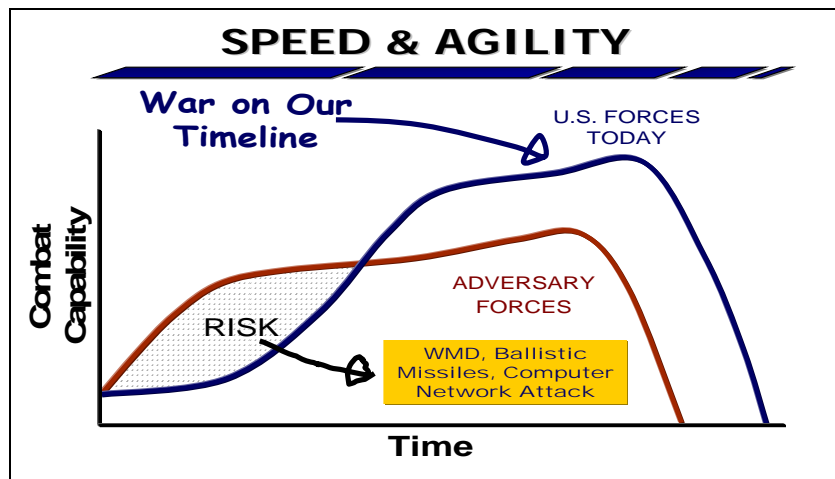 SPEED & AGILITY
War on Our
Timeline
U.S. FORCES
TODAY
Combat
Capability
ADVERSARY
FORCES
RISK
WMD, Ballistic
Missiles, Computer
Network Attack
Time